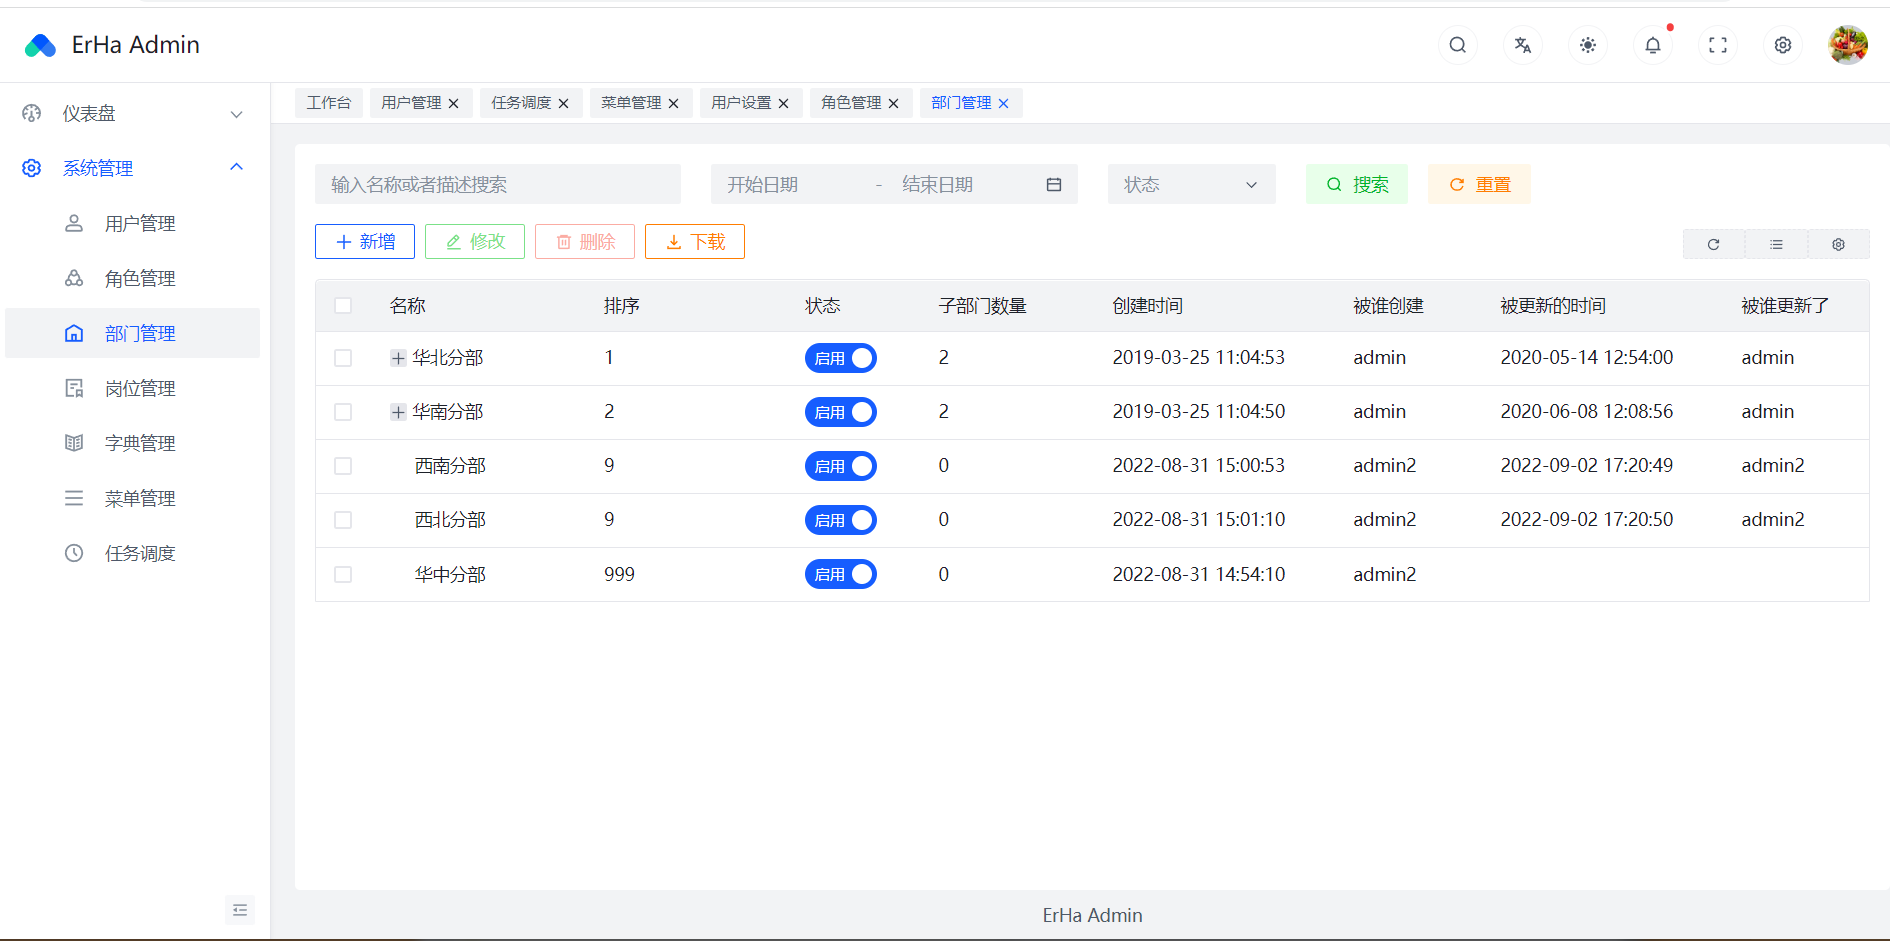 ErHa Admin
仪表盘
系统管理
用户管理
角色管理
部门管理
岗位管理
字典管理
菜单管理
任务调度
工作台 用户管理 任务调度 菜单管理 用户设置 角色管理 部门管理
输入名称或者描述搜索 开始日期 - 结束日期 状态 搜索 重置
新增 修改 删除 下载
名称 排序 状态 子部门数量 创建时间 被谁创建 被更新的时间 被谁更新了
华北分部 1 启用 2 2019-03-25 11:04:53 admin 2020-05-14 12:54:00 admin
华南分部 2 启用 2 2019-03-25 11:04:50 admin 2020-06-08 12:08:56 admin
西南分部 9 启用 0 2022-08-31 15:00:53 admin2 2022-09-02 17:20:49 admin2
西北分部 9 启用 0 2022-08-31 15:01:10 admin2 2022-09-02 17:20:50 admin2
华中分部 999 启用 0 2022-08-31 14:54:10 admin2
ErHa Admin